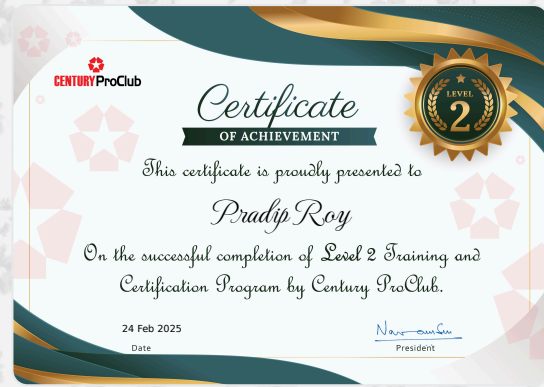 CENTURY ProClub
Certificate
OF ACHIEVEMENT
LEVEL
2
This certificate is proudly presented to
Pradip Roy
On the successful completion of Level 2 Training and
Certification Program by Century ProClub.
24 Feb 2025
Date
President